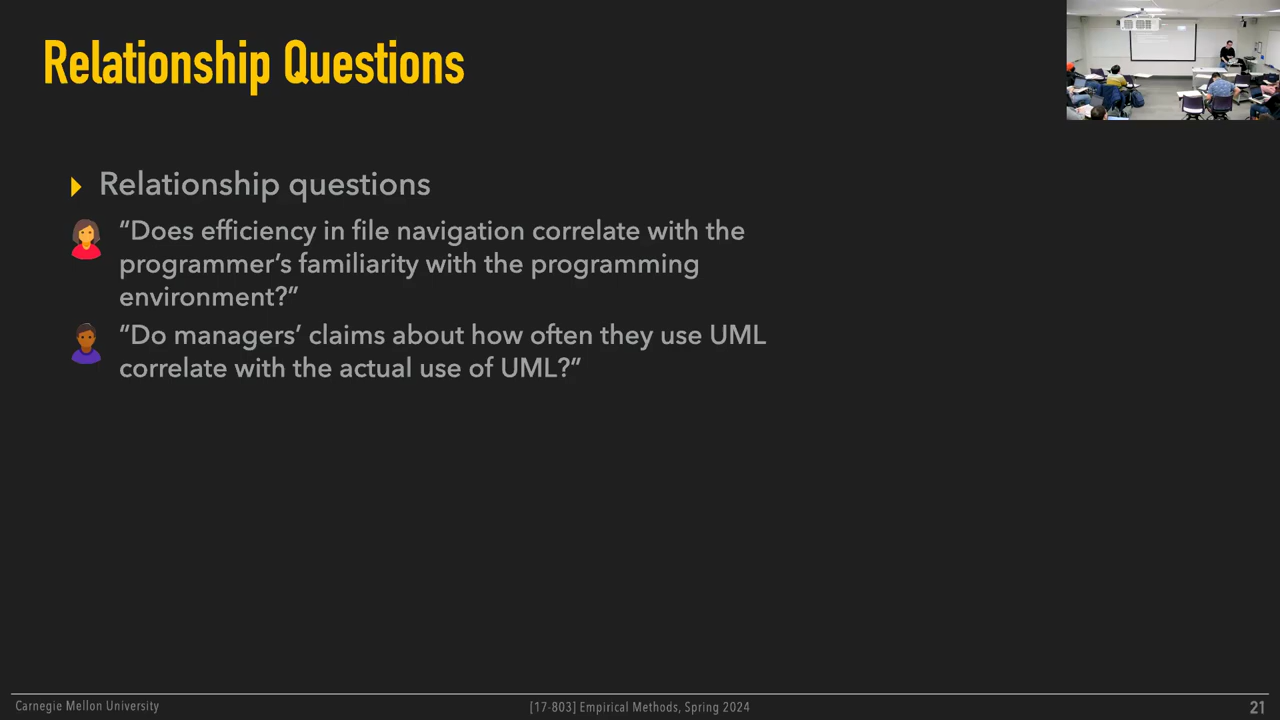 Relationship Questions
Relationship questions
“Does efficiency in file navigation correlate with the
programmer’s familiarity with the programming
environment?”
“Do managers’ claims about how often they use UML
correlate with the actual use of UML?”
Carnegie Mellon University
[17-803] Empirical Methods, Spring 2024
21